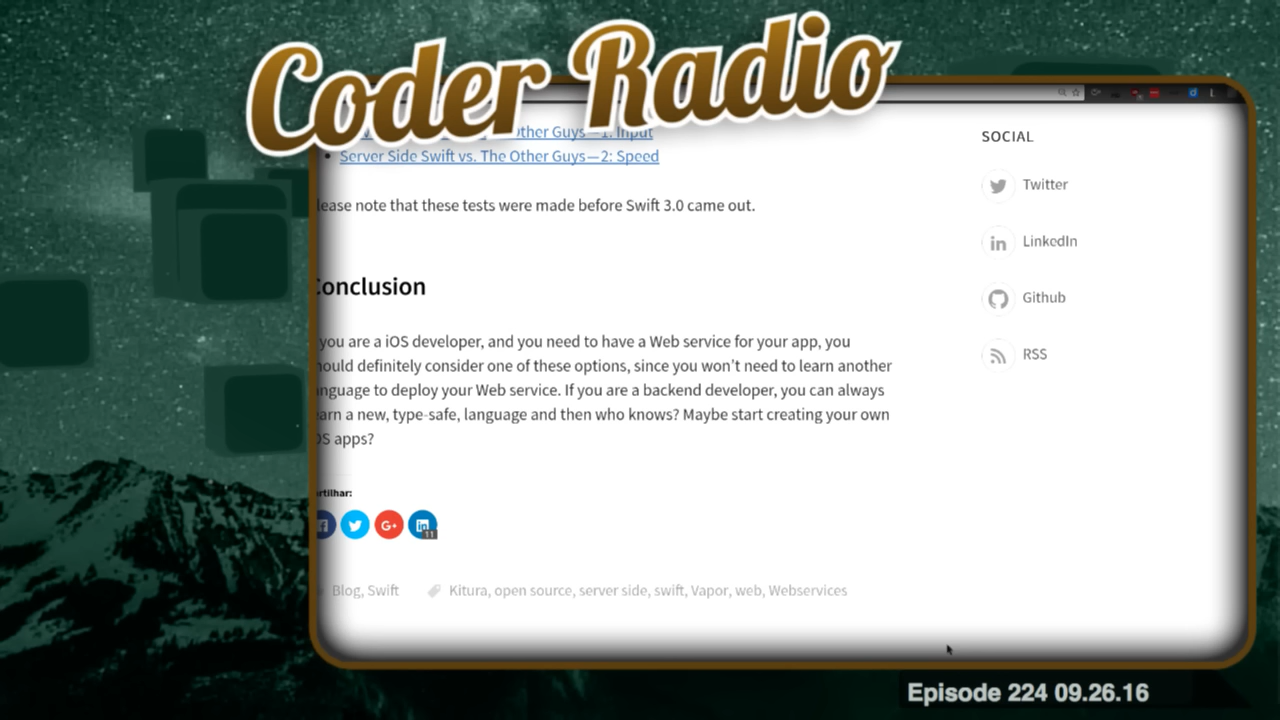 Coder Radio
Other Guys—1: Input
Server Side Swift vs. The Other Guys—2: Speed
lease note that these tests were made before Swift 3.0 came out.
onclusion
you are a iOS developer, and you need to have a Web service for your app, you
ould definitely consider one of these options, since you won't need to learn another
nguage to deploy your Web service. If you are a backend developer, you can always
arn a new, type-safe, language and then who knows? Maybe start creating your own
OS apps?
artilhar:
11
Blog, Swift
Kitura, open source, server side, swift, Vapor, web, Webservices
SOCIAL
Twitter
LinkedIn
Github
RSS
Episode 224 09.26.16